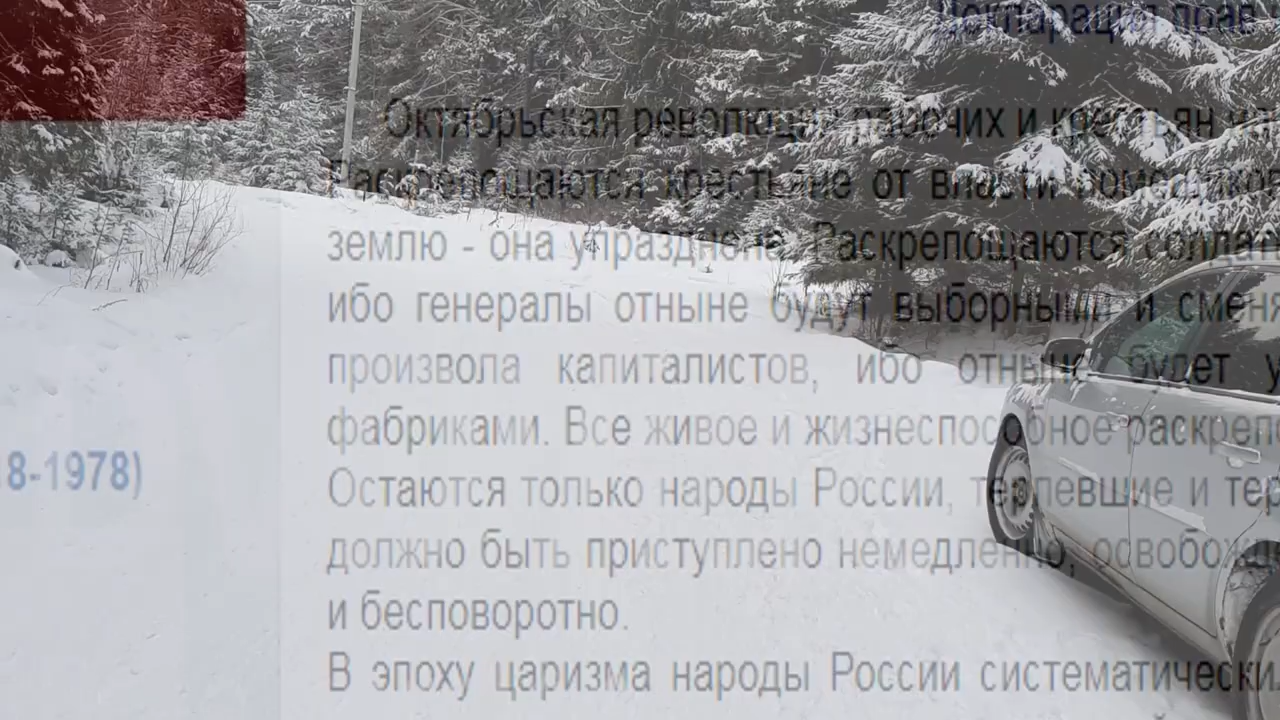 Декларация прав
Октябрьская революция рабочих и крестьян
Раскрепощаются крестьяне от власти
землю - она упразднена. Раскрепощаются
ибо генералы отныне будут выборными и
произвола капиталистов, ибо отныне будет
фабриками. Все живое и жизнеспособное
8-1978)
Остаются только народы России, терпевшие и
должно быть приступлено немедленно,
и бесповоротно.
В эпоху царизма народы России